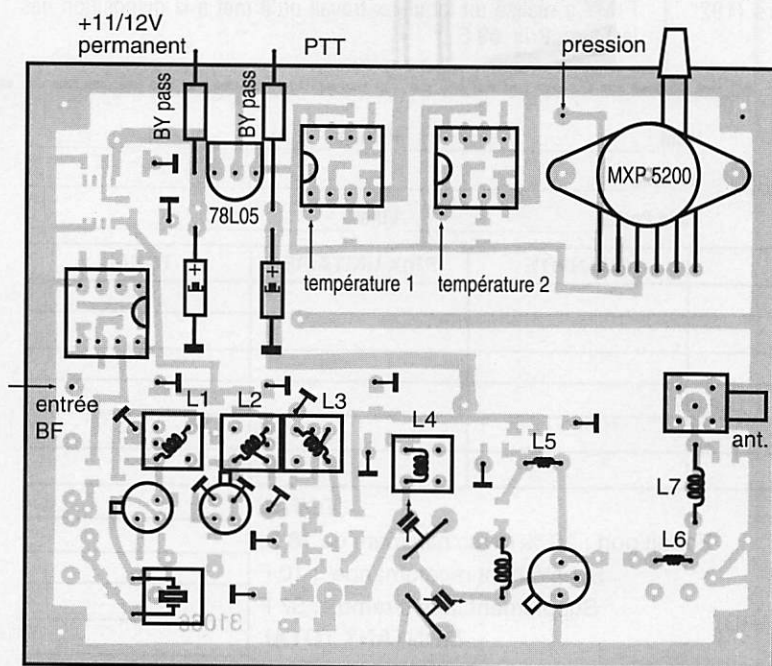 +11/12V
permanent
PTT
pression
BY pass
BY pass
MXP 5200
78L05
température 1
température 2
entrée
BF
L1
L2
L3
L4
L5
ant.
L7
L6